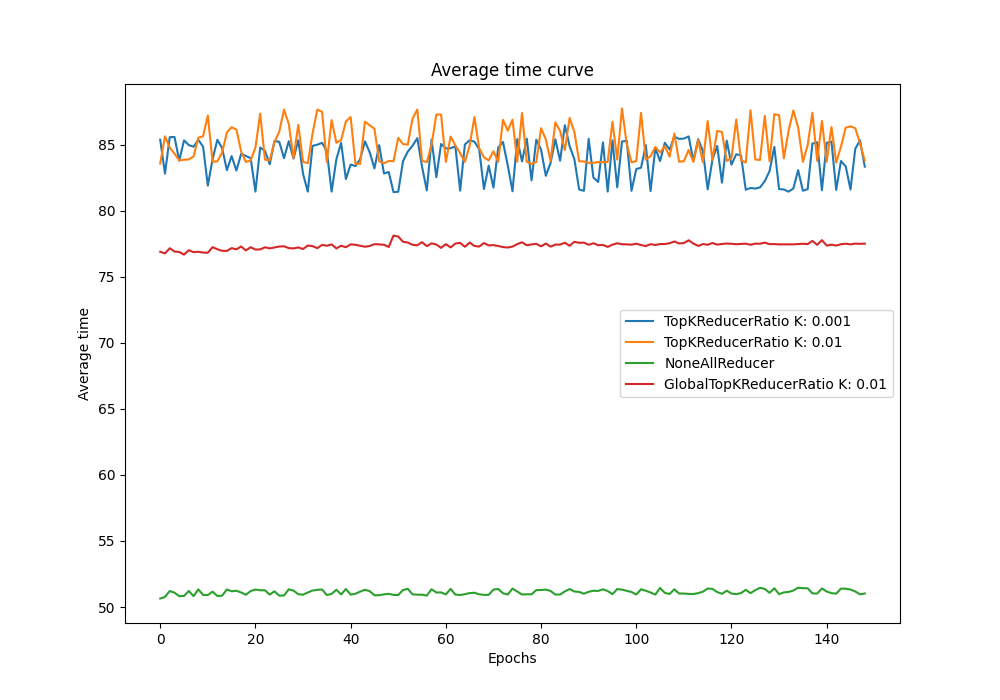 Average time curve
Average time
85
80
75
70
65
60
55
50
TopKReducerRatio K: 0.001
TopKReducerRatio K: 0.01
NoneAllReducer
GlobalTopKReducerRatio K: 0.01
0 20 40 60 80 100 120 140
Epochs